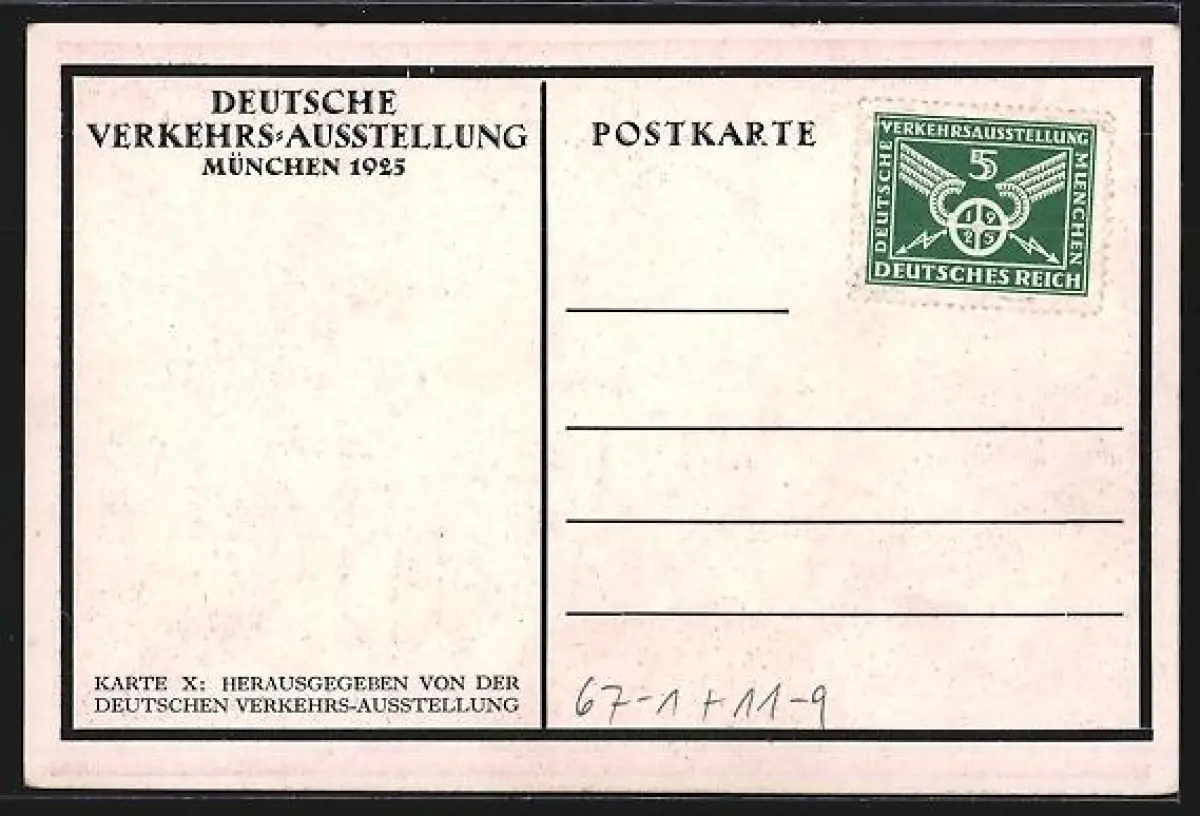 DEUTSCHE
VERKEHRS-AUSSTELLUNG
MÜNCHEN 1925
KARTE X: HERAUSGEGEBEN VON DER
DEUTSCHEN VERKEHRS-AUSSTELLUNG
POSTKARTE
DEUTSCHE
VERKEHRSAUSSTELLUNG
MUENCHEN
5
19
25
DEUTSCHES REICH
67-1 + 11-9